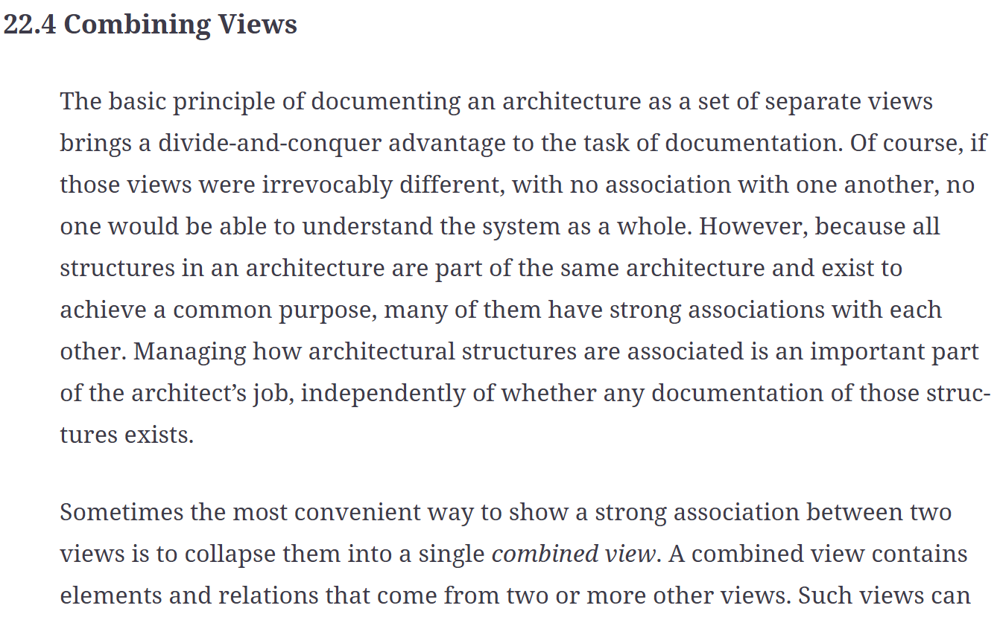 22.4 Combining Views
The basic principle of documenting an architecture as a set of separate views
brings a divide-and-conquer advantage to the task of documentation. Of course, if
those views were irrevocably different, with no association with one another, no
one would be able to understand the system as a whole. However, because all
structures in an architecture are part of the same architecture and exist to
achieve a common purpose, many of them have strong associations with each
other. Managing how architectural structures are associated is an important part
of the architect’s job, independently of whether any documentation of those struc-
tures exists.
Sometimes the most convenient way to show a strong association between two
views is to collapse them into a single combined view. A combined view contains
elements and relations that come from two or more other views. Such views can